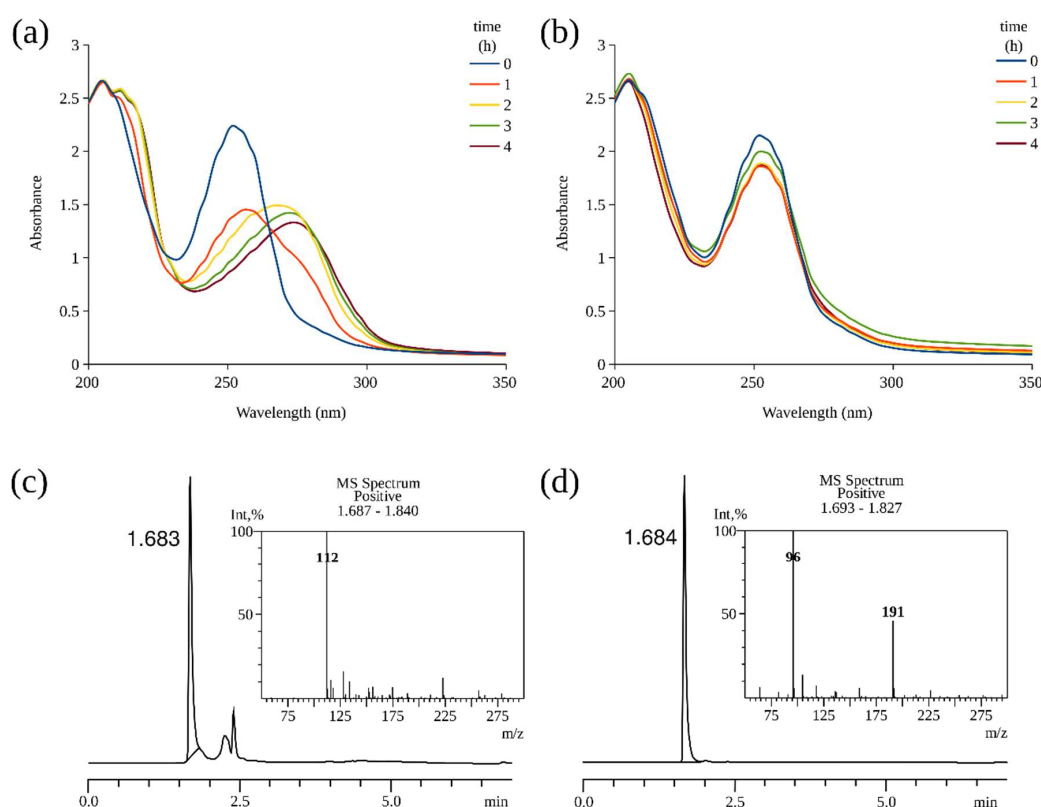 (a)
time
(h)
0
1
2
3
4
3
2.5
2
1.5
1
0.5
0
Absorbance
200
250
300
350
Wavelength (nm)
(b)
time
(h)
0
1
2
3
4
3
2.5
2
1.5
1
0.5
0
Absorbance
200
250
300
350
Wavelength (nm)
(c)
1.683
MS Spectrum
Positive
1.687 - 1.840
Int,%
100
50
112
75
125
175
225
275
m/z
0.0
2.5
5.0
min
(d)
1.684
MS Spectrum
Positive
1.693 - 1.827
Int,%
100
50
96
191
75
125
175
225
275
m/z
0.0
2.5
5.0
min